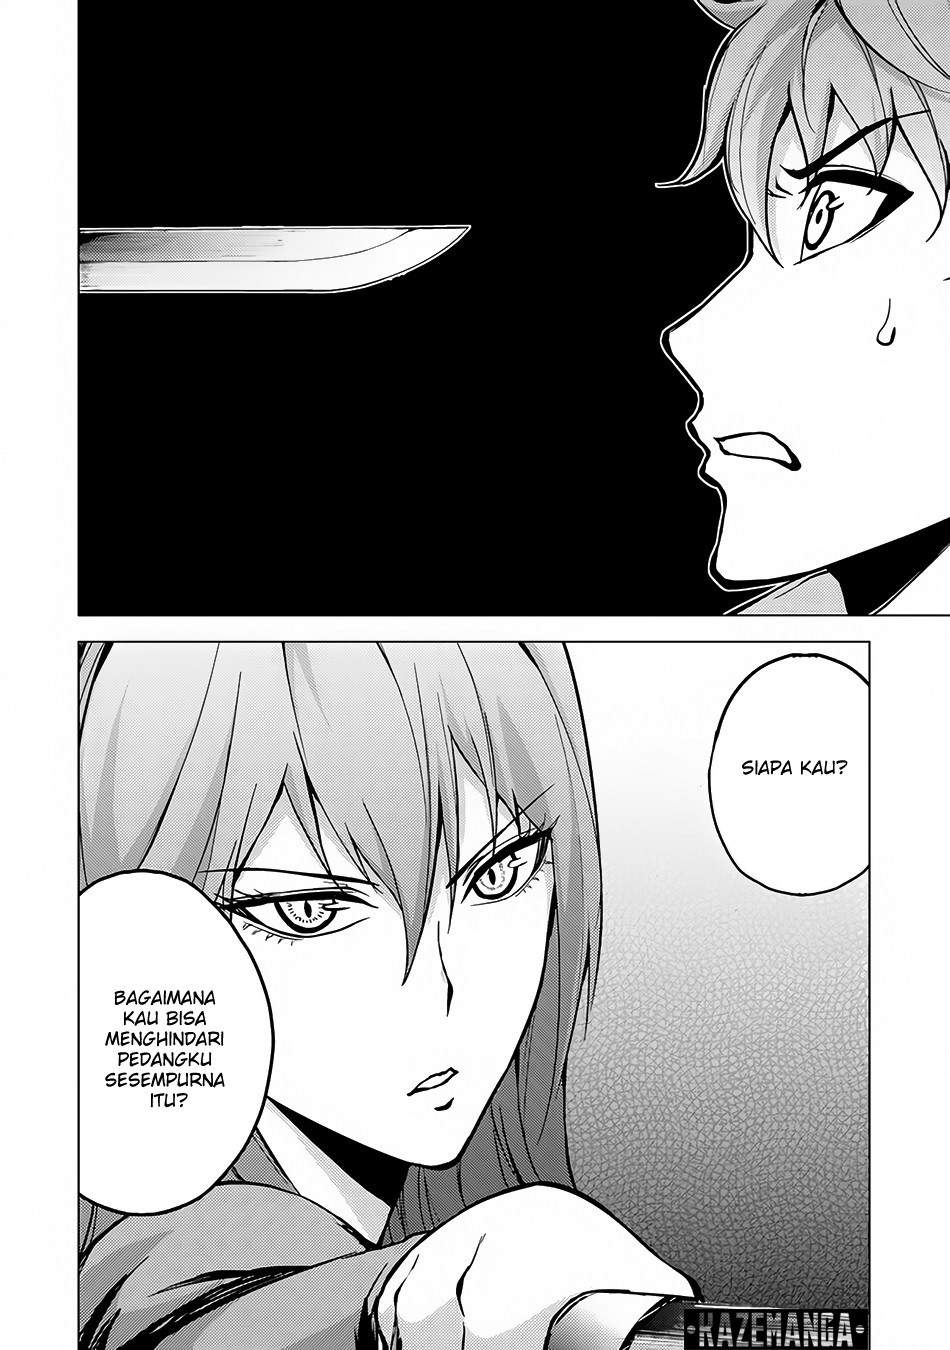 SIAPA KAU?
BAGAIMANA
KAU BISA
MENGHINDARI
PEDANGKU
SESEMPURNA
ITU?
• KAZEMANGA •